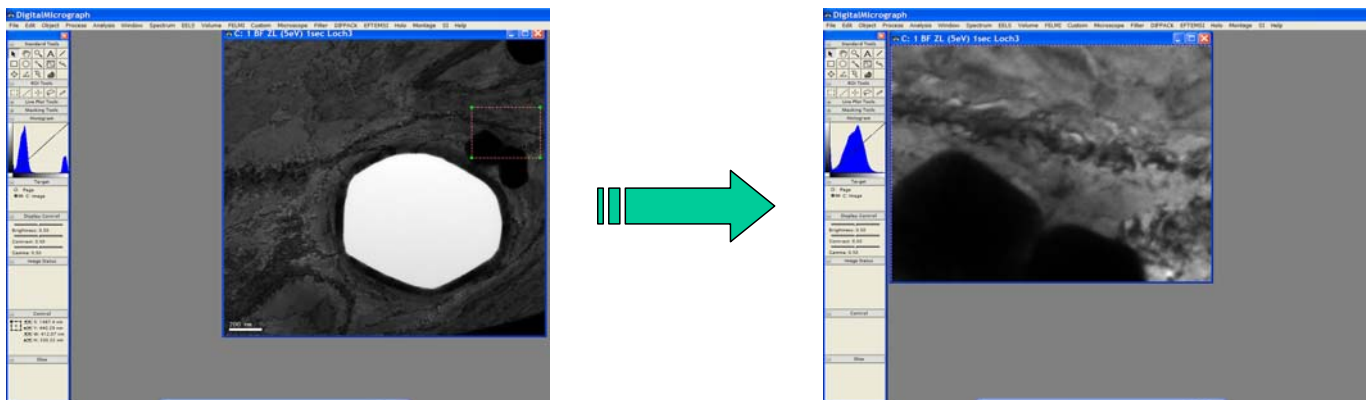 DigitalMicrograph
File Edit Object Process Analysis Window Spectrum EELS Volume FELMI Custom Microscope Filter DIFPACK EFTEMSI Holo Montage SI Help
Standard Tools
ROI Tools
Line Plot Tools
Masking Tools
Histogram
Target
Page
C: Image
Display Control
Brightness: 0.50
Contrast: 0.50
Gamma: 0.50
Image Status
Control
Slice
C: 1 BF ZL (5eV) 1sec Loch3
200 nm
DigitalMicrograph
File Edit Object Process Analysis Window Spectrum EELS Volume FELMI Custom Microscope Filter DIFPACK EFTEMSI Holo Montage SI Help
Standard Tools
ROI Tools
Line Plot Tools
Masking Tools
Histogram
Target
Page
C: Image
Display Control
Brightness: 0.50
Contrast: 0.50
Gamma: 0.50
Image Status
Control
Slice
C: 1 BF ZL (5eV) 1sec Loch3